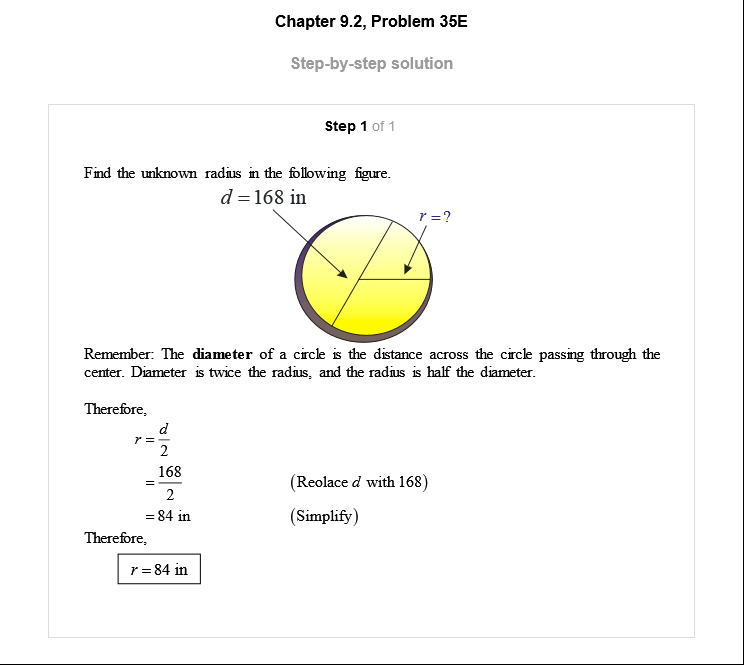 Chapter 9.2, Problem 35E
Step-by-step solution
Step 1 of 1
Find the unknown radius in the following figure.
d = 168 in
r = ?
Remember: The diameter of a circle is the distance across the circle passing through the
center. Diameter is twice the radius, and the radius is half the diameter.
Therefore,
r = d/2
= 168/2 (Reolace d with 168)
= 84 in (Simplify)
Therefore,
r = 84 in